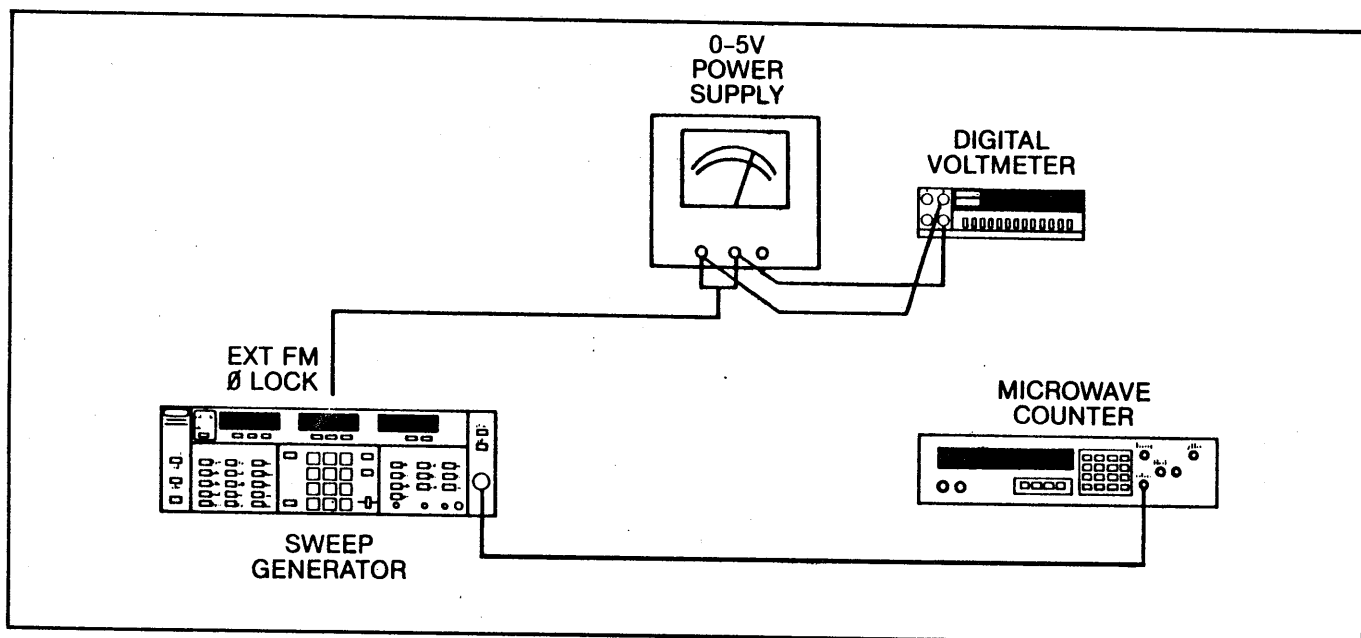 0-5V
POWER
SUPPLY
DIGITAL
VOLTMETER
EXT FM
Ø LOCK
MICROWAVE
COUNTER
SWEEP
GENERATOR